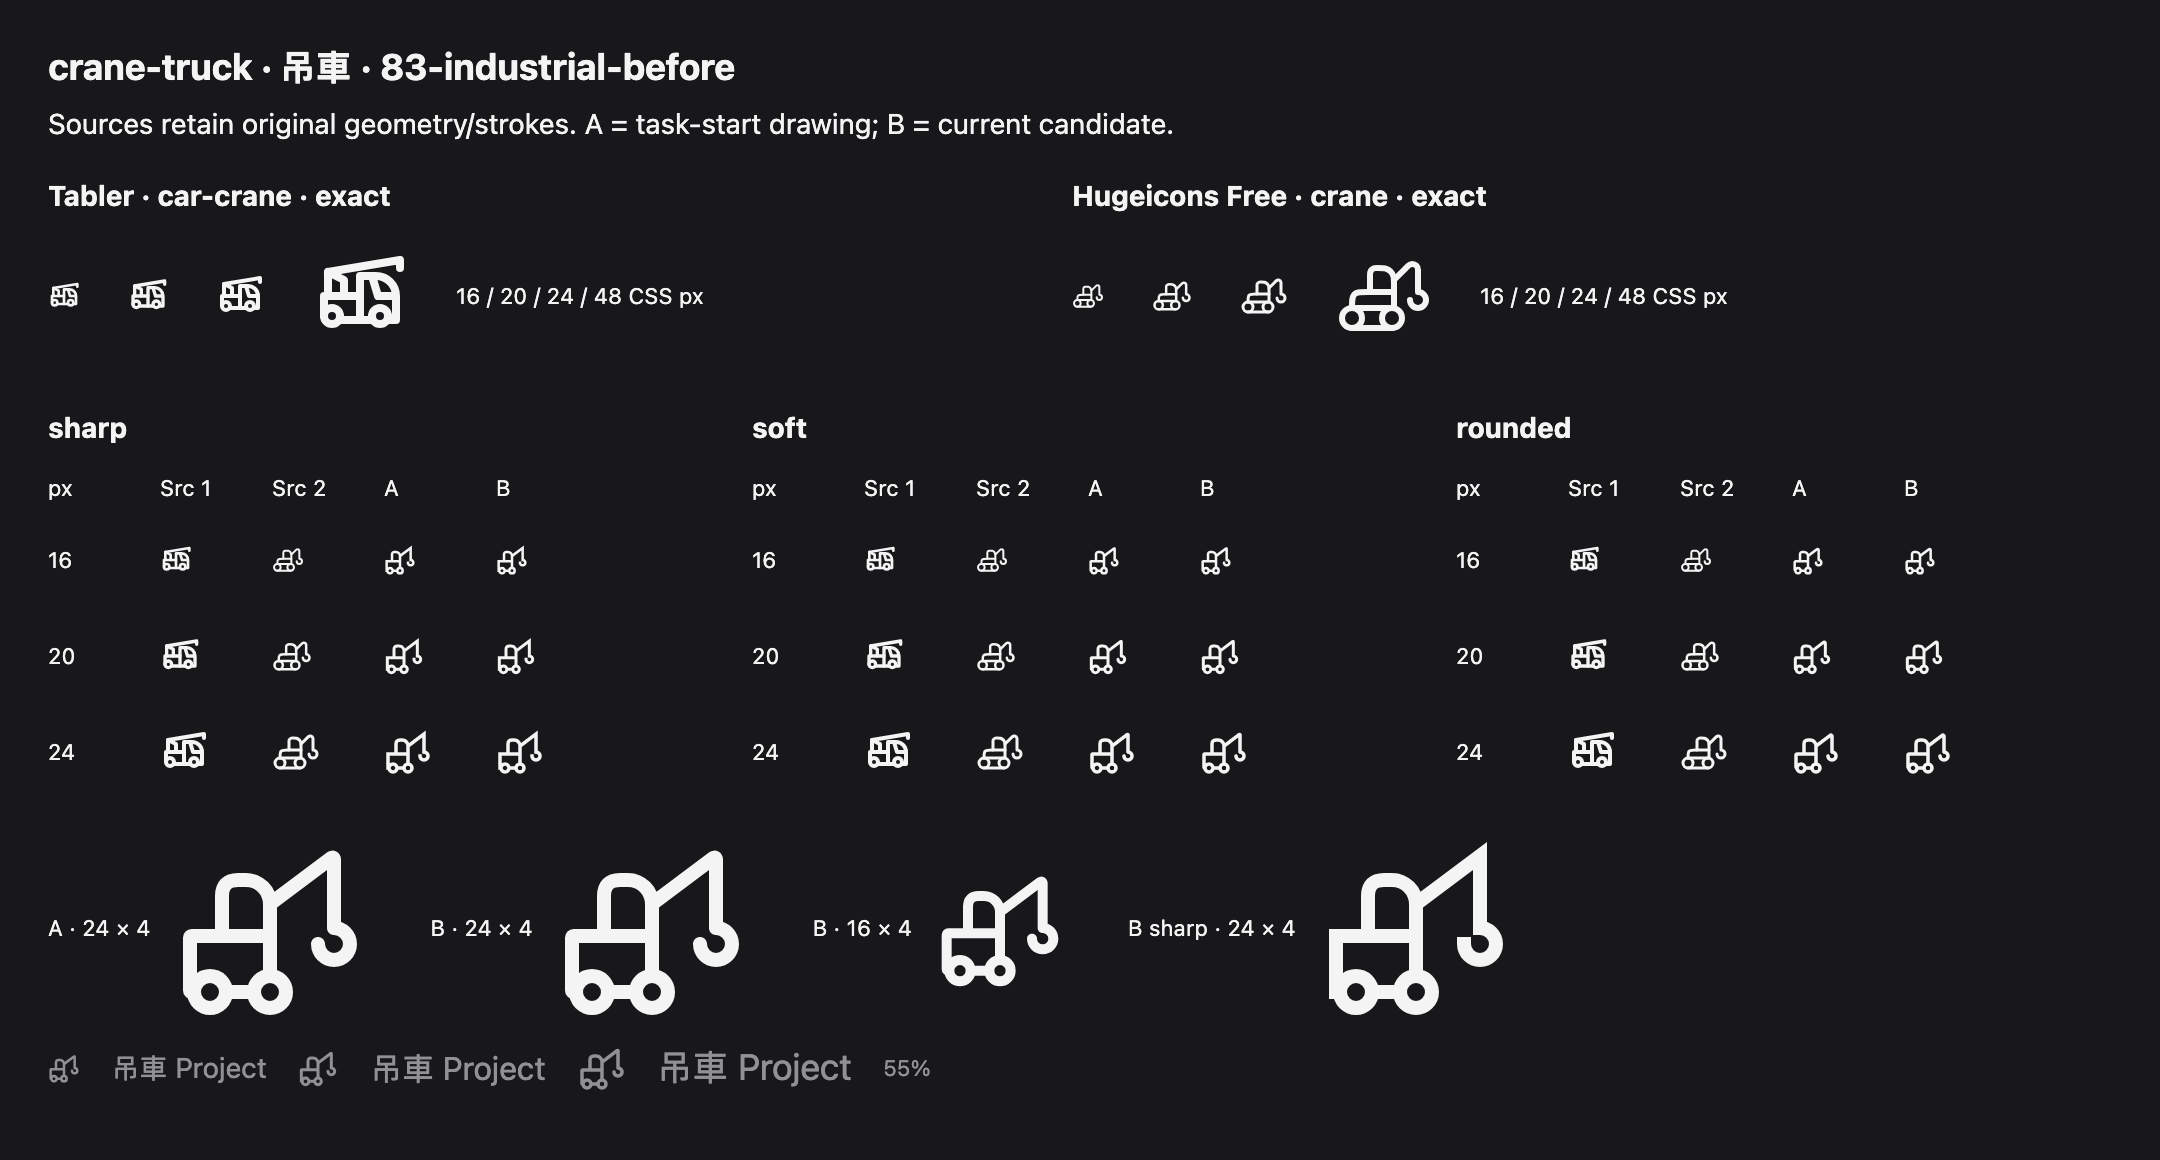 crane-truck · 吊車 · 83-industrial-before
Sources retain original geometry/strokes. A = task-start drawing; B = current candidate.
Tabler · car-crane · exact
16 / 20 / 24 / 48 CSS px
Hugeicons Free · crane · exact
16 / 20 / 24 / 48 CSS px
sharp
px Src 1 Src 2 A B
16
20
24
soft
px Src 1 Src 2 A B
16
20
24
rounded
px Src 1 Src 2 A B
16
20
24
A · 24 × 4
B · 24 × 4
B · 16 × 4
B sharp · 24 × 4
吊車 Project 吊車 Project 吊車 Project 55%